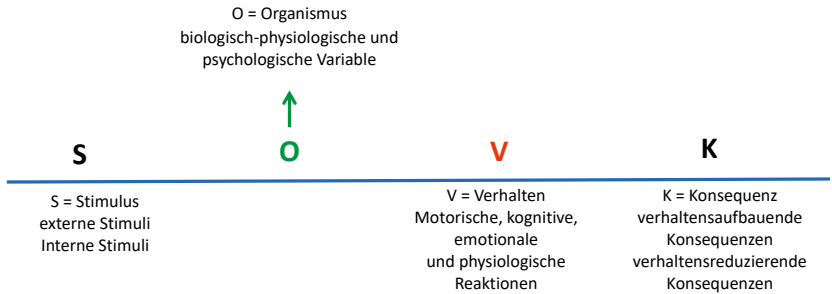 O = Organismus
biologisch-physiologische und
psychologische Variable
S
O
V
K
S = Stimulus
externe Stimuli
Interne Stimuli
V = Verhalten
Motorische, kognitive,
emotionale
und physiologische
Reaktionen
K = Konsequenz
verhaltensaufbauende
Konsequenzen
verhaltensreduzierende
Konsequenzen